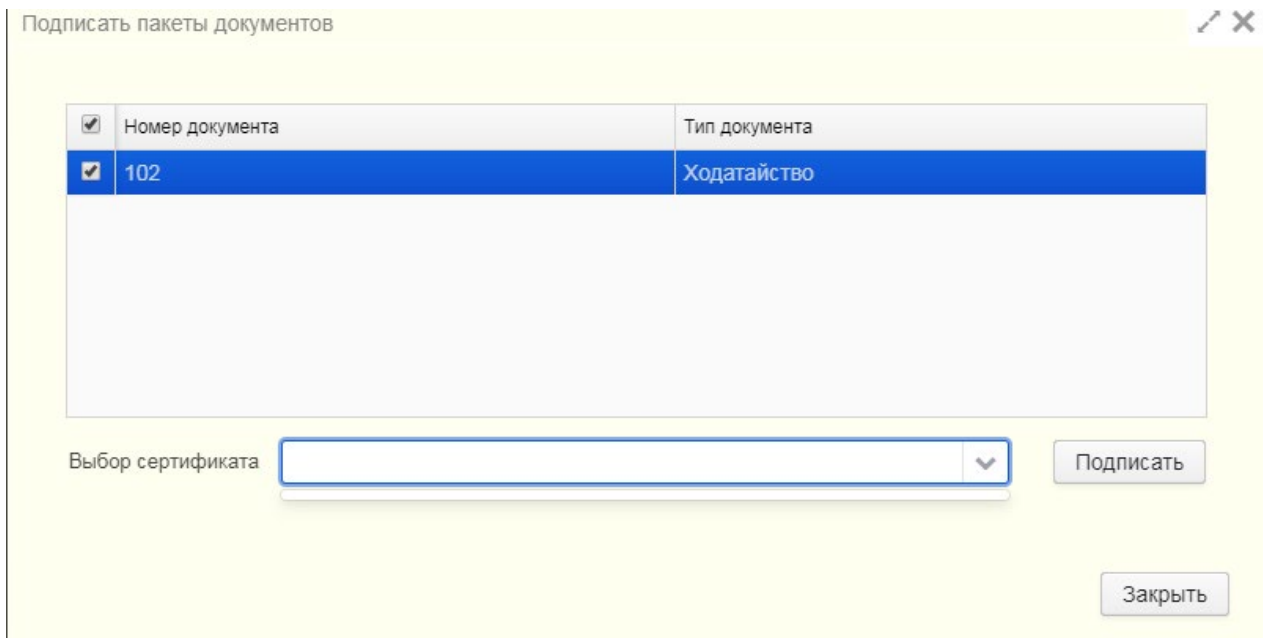 Подписать пакеты документов
Номер документа Тип документа
102 Ходатайство
Выбор сертификата Подписать
Закрыть